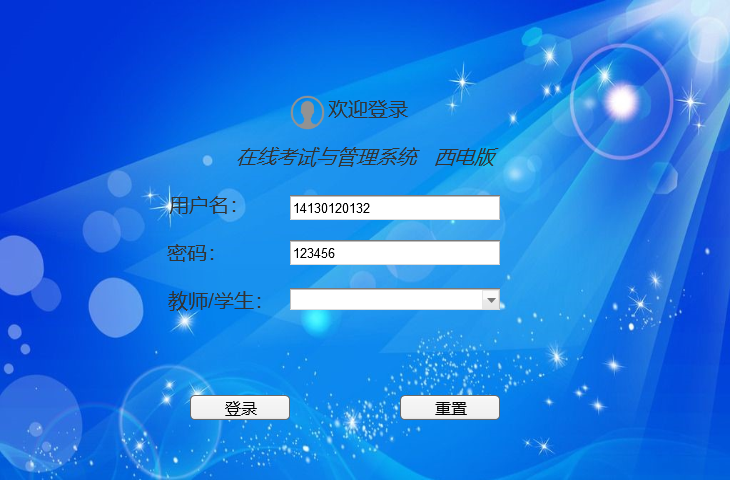 欢迎登录
在线考试与管理系统 西电版
用户名： 14130120132
密码： 123456
教师/学生：
登录 重置